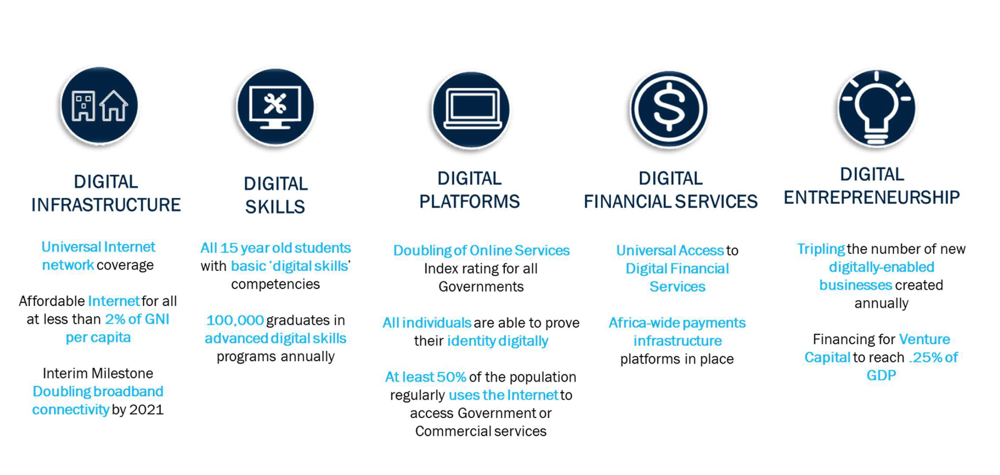 DIGITAL
INFRASTRUCTURE
Universal Internet
network coverage
Affordable Internet for all
at less than 2% of GNI
per capita
Interim Milestone
Doubling broadband
connectivity by 2021
DIGITAL
SKILLS
All 15 year old students
with basic ‘digital skills’
competencies
100,000 graduates in
advanced digital skills
programs annually
DIGITAL
PLATFORMS
Doubling of Online Services
Index rating for all
Governments
All individuals are able to prove
their identity digitally
At least 50% of the population
regularly uses the Internet to
access Government or
Commercial services
DIGITAL
FINANCIAL SERVICES
Universal Access to
Digital Financial
Services
Africa-wide payments
infrastructure
platforms in place
DIGITAL
ENTREPRENEURSHIP
Tripling the number of new
digitally-enabled
businesses created
annually
Financing for Venture
Capital to reach .25% of
GDP